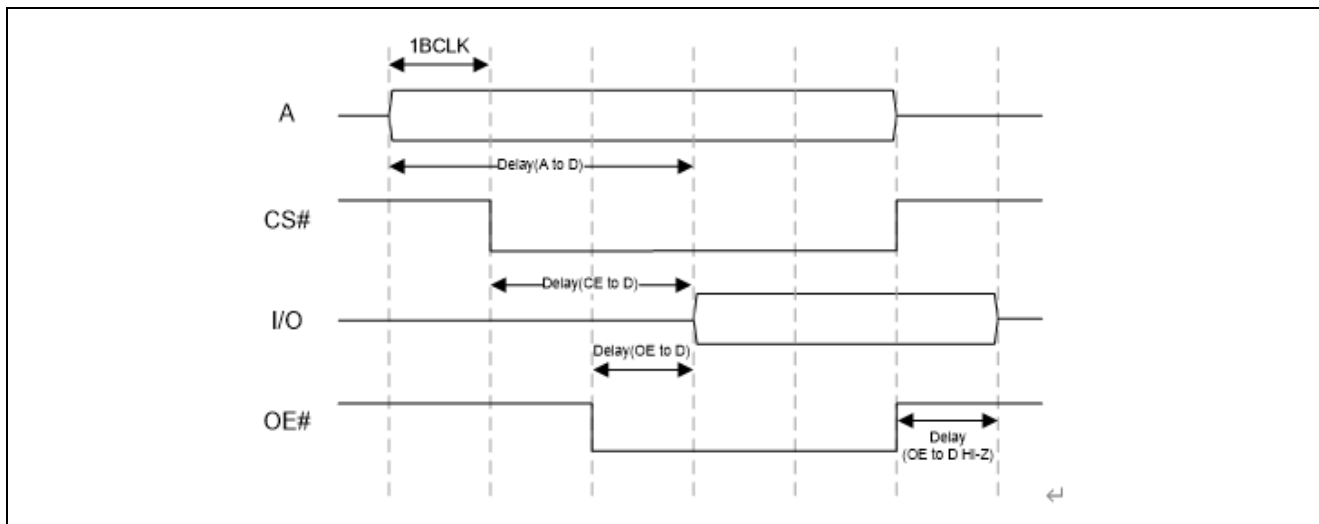 1BCLK
A
Delay(A to D)
CS#
Delay(CE to D)
I/O
Delay(OE to D)
OE#
Delay
(OE to D HI-Z)
↵